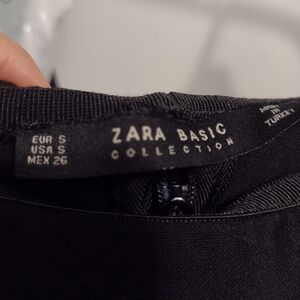 EUR S
USA S
MEX 26
ZARA BASIC
COLLECTION
MADE
IN
TURKEY